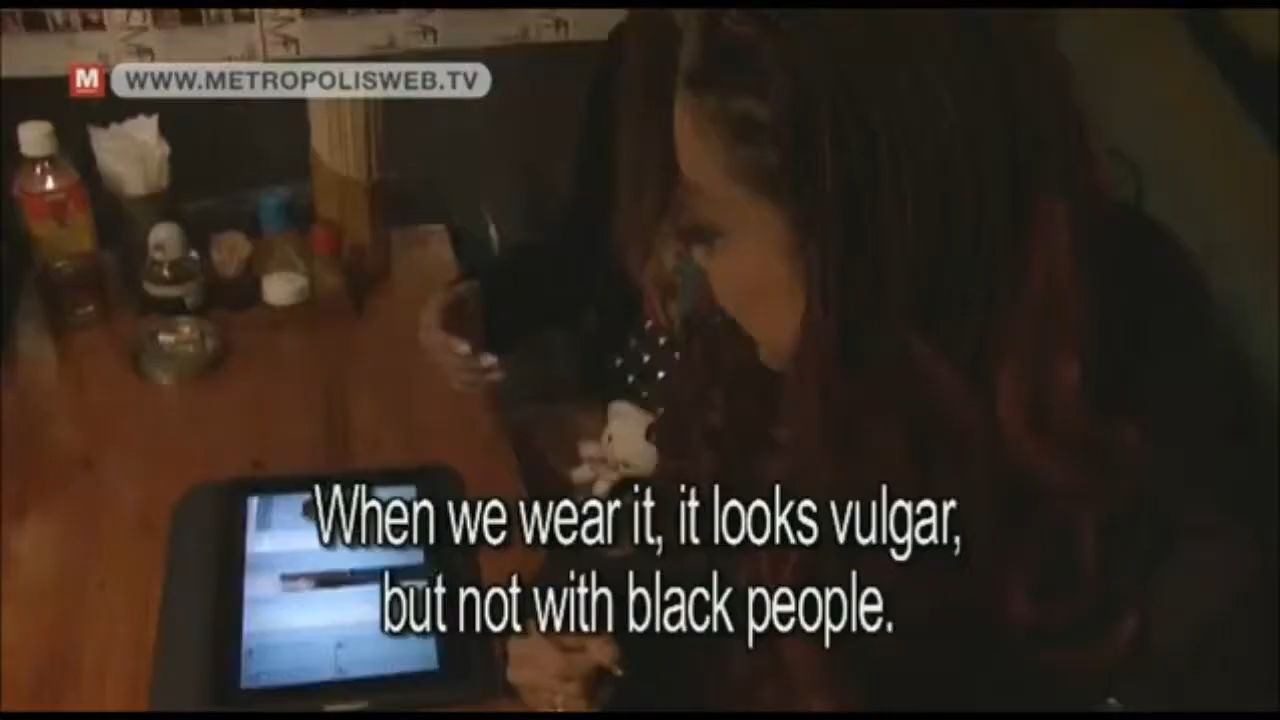 M WWW.METROPOLISWEB.TV
When we wear it, it looks vulgar,
but not with black people.